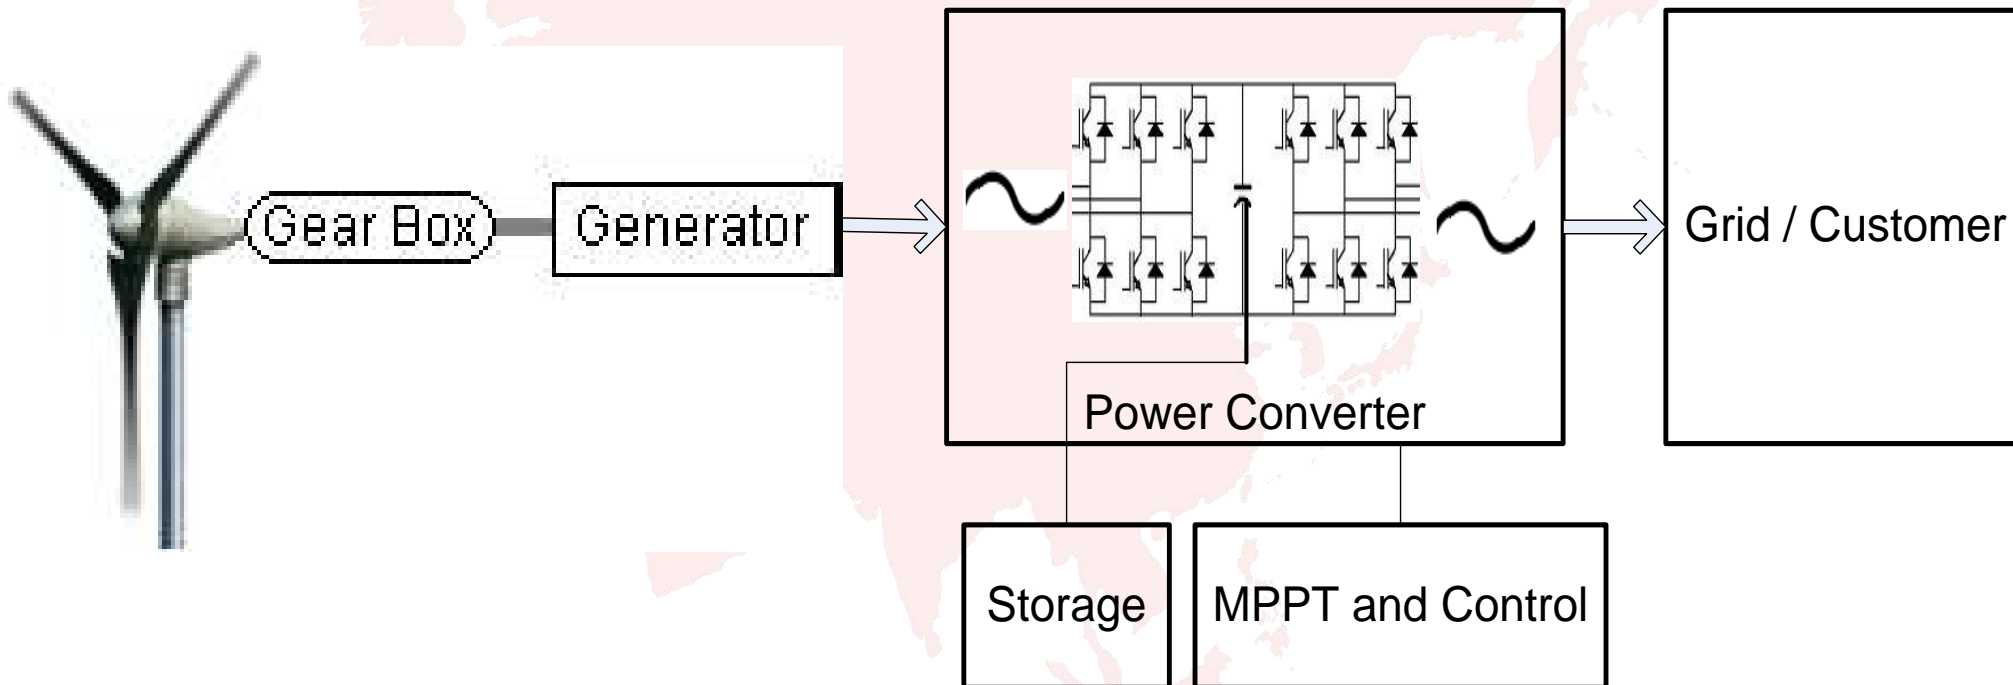 Gear Box
Generator
Grid / Customer
Power Converter
Storage
MPPT and Control